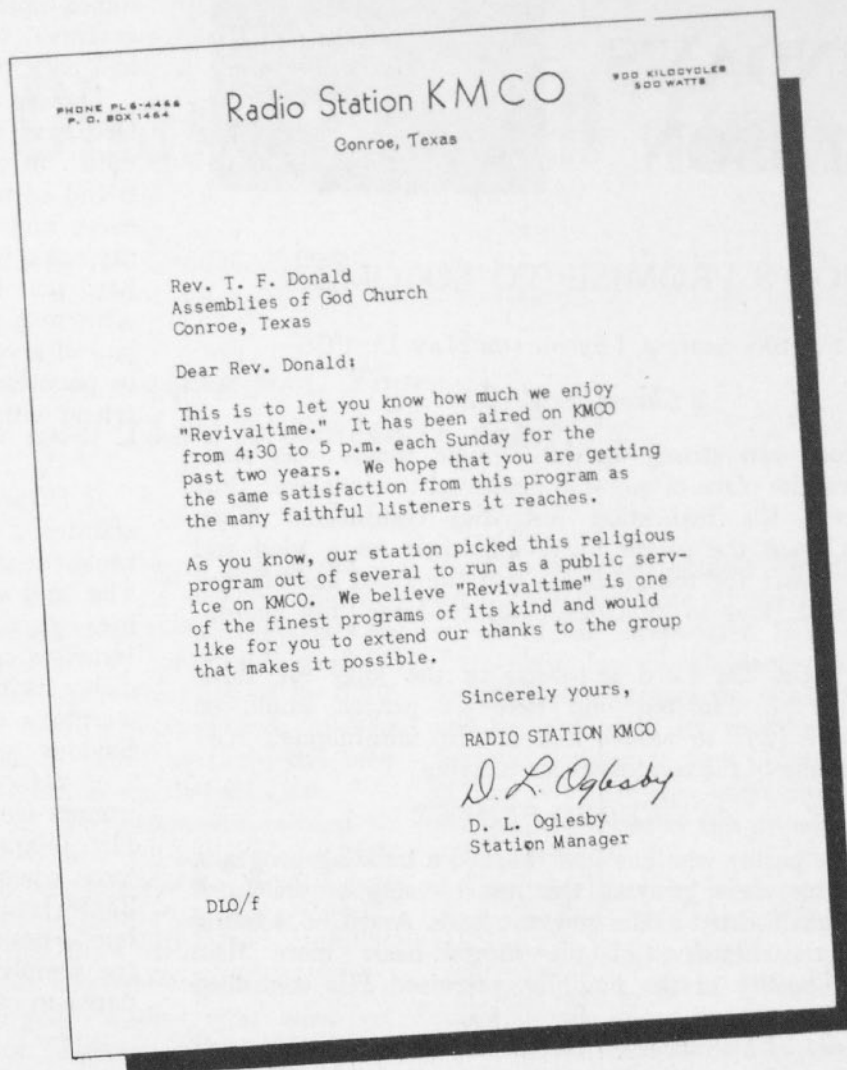 PHONE PL 6-4466
P. O. BOX 1464
Radio Station KMCO
900 KILOCYCLES
500 WATTS
Conroe, Texas
Rev. T. F. Donald
Assemblies of God Church
Conroe, Texas
Dear Rev. Donald:
This is to let you know how much we enjoy
"Revivaltime." It has been aired on KMCO
from 4:30 to 5 p.m. each Sunday for the
past two years. We hope that you are getting
the same satisfaction from this program as
the many faithful listeners it reaches.
As you know, our station picked this religious
program out of several to run as a public serv-
ice on KMCO. We believe "Revivaltime" is one
of the finest programs of its kind and would
like for you to extend our thanks to the group
that makes it possible.
Sincerely yours,
RADIO STATION KMCO
D. L. Oglesby
D. L. Oglesby
Station Manager
DLO/f